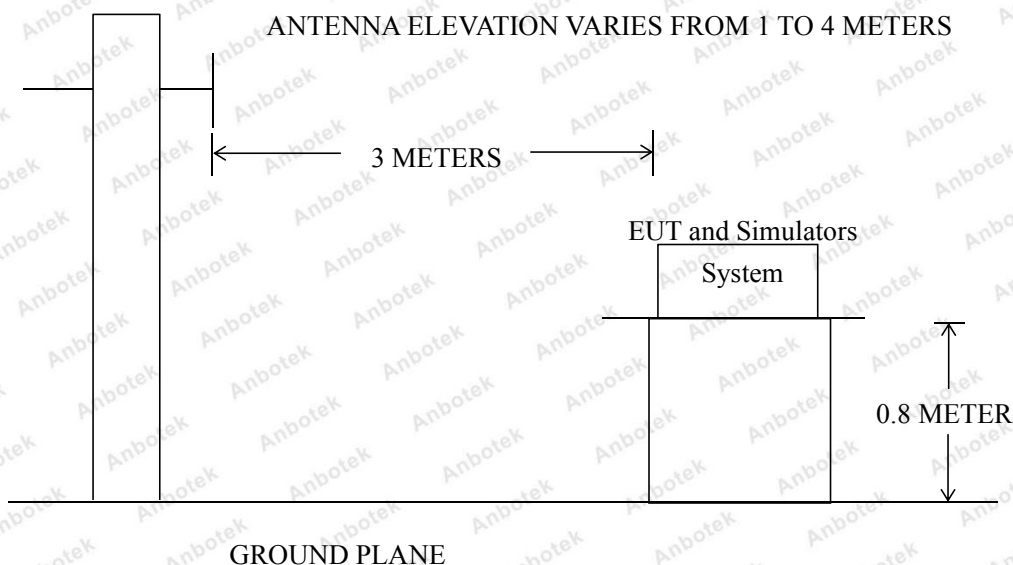 ANTENNA ELEVATION VARIES FROM 1 TO 4 METERS
3 METERS
EUT and Simulators
System
0.8 METER
GROUND PLANE
Anbotek